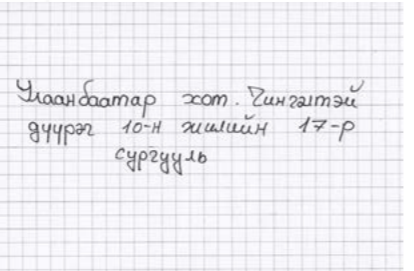 Улаанбаатар хот. Чингэлтэй
дүүрэг 10-н жилийн 17-р
сургууль